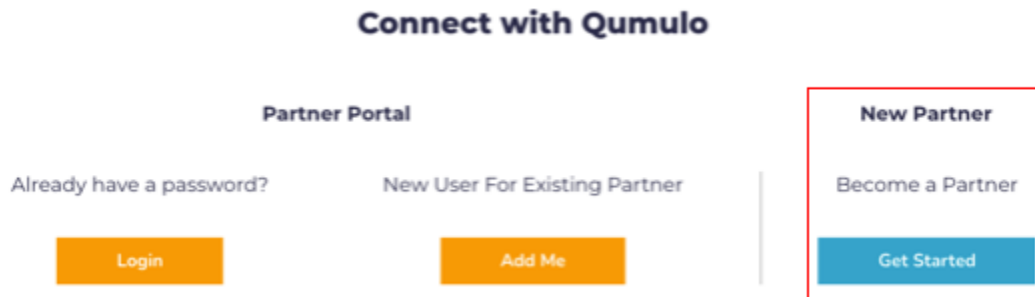 Connect with Qumulo
Partner Portal
New Partner
Already have a password?
New User For Existing Partner
Become a Partner
Login
Add Me
Get Started